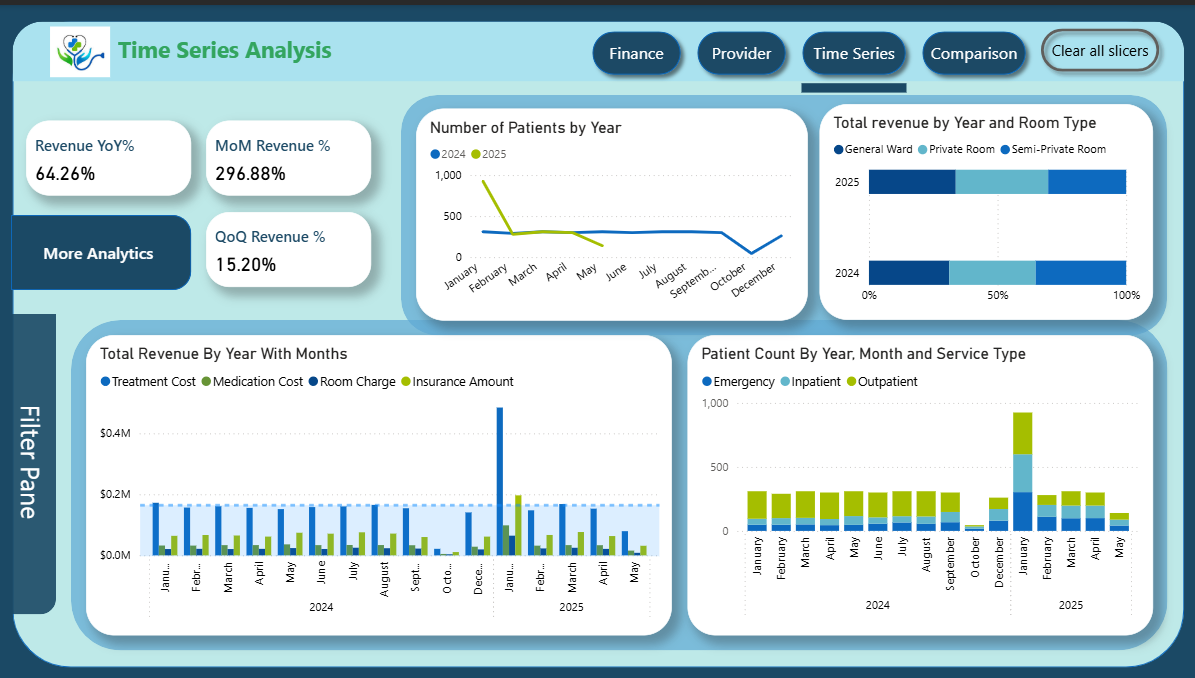 Time Series Analysis
Finance
Provider
Time Series
Comparison
Clear all slicers
Revenue YoY%
64.26%
MoM Revenue %
296.88%
More Analytics
QoQ Revenue %
15.20%
Filter Pane
Number of Patients by Year
2024 2025
1,000
500
0
January February March April May June July August Septemb... October December
Total revenue by Year and Room Type
General Ward Private Room Semi-Private Room
2025
2024
0% 50% 100%
Total Revenue By Year With Months
Treatment Cost Medication Cost Room Charge Insurance Amount
$0.4M
$0.2M
$0.0M
Janu... Febr... March April May June July August Sept... Octo... Dece... Janu... Febr... March April May
2024 2025
Patient Count By Year, Month and Service Type
Emergency Inpatient Outpatient
1,000
500
0
January February March April May June July August September October December January February March April May
2024 2025